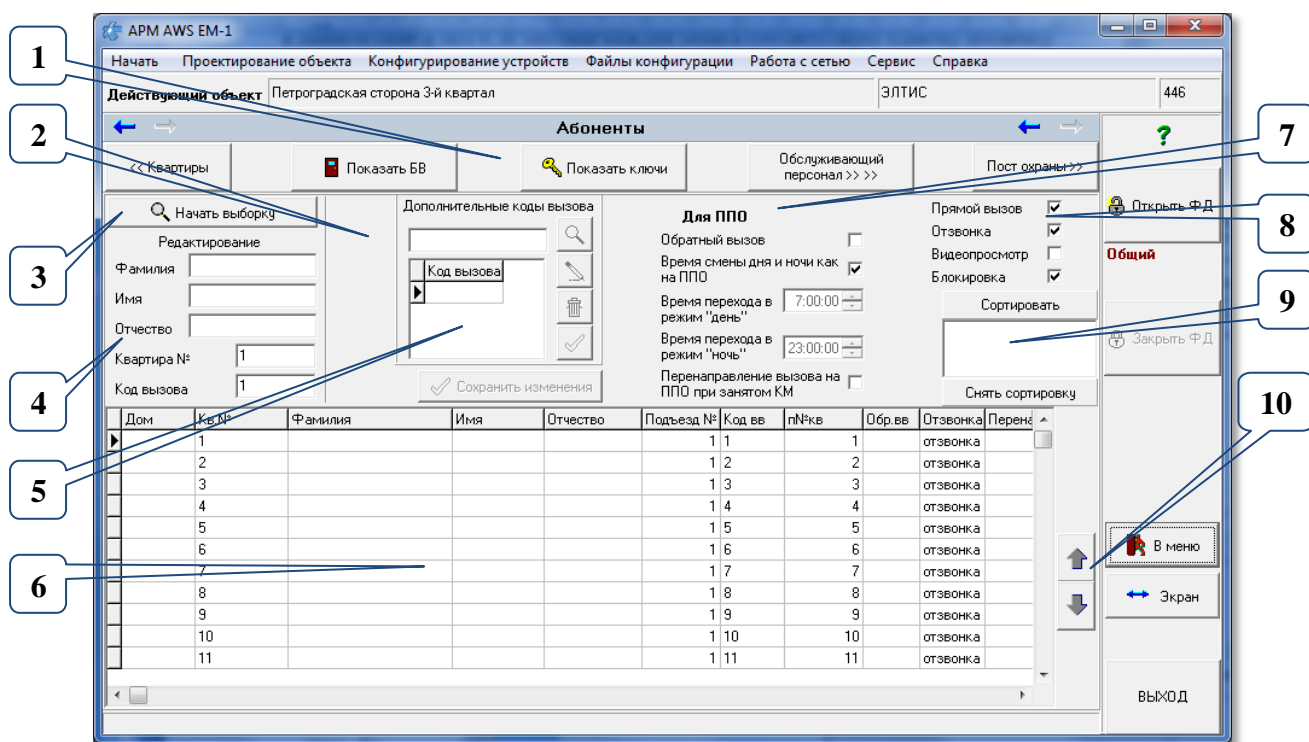 АРМ AWS EM-1
Начать Проектирование объекта Конфигурирование устройств Файлы конфигурации Работа с сетью Сервис Справка
Действующий объект Петроградская сторона 3-й квартал ЭЛТИС 446
Абоненты
?
<< Квартиры Показать БВ Показать ключи Обслуживающий персонал >> >> Пост охраны >>
Начать выборку
Редактирование
Фамилия
Имя
Отчество
Квартира № 1
Код вызова 1
Дополнительные коды вызова
Код вызова
Сохранить изменения
Для ППО
Обратный вызов
Время смены дня и ночи как на ППО
Время перехода в режим "день" 7:00:00
Время перехода в режим "ночь" 23:00:00
Перенаправление вызова на ППО при занятом КМ
Прямой вызов
Отзвонка
Видеопросмотр
Блокировка
Сортировать
Снять сортировку
Открыть ФД
Общий
Закрыть ФД
В меню
Экран
ВЫХОД
Дом Кв.№ Фамилия Имя Отчество Подъезд № Код вв п№кв Обр.вв Отзвонка Перена
1 1 1 1 отзвонка
2 1 2 2 отзвонка
3 1 3 3 отзвонка
4 1 4 4 отзвонка
5 1 5 5 отзвонка
6 1 6 6 отзвонка
7 1 7 7 отзвонка
8 1 8 8 отзвонка
9 1 9 9 отзвонка
10 1 10 10 отзвонка
11 1 11 11 отзвонка
1
2
3
4
5
6
7
8
9
10